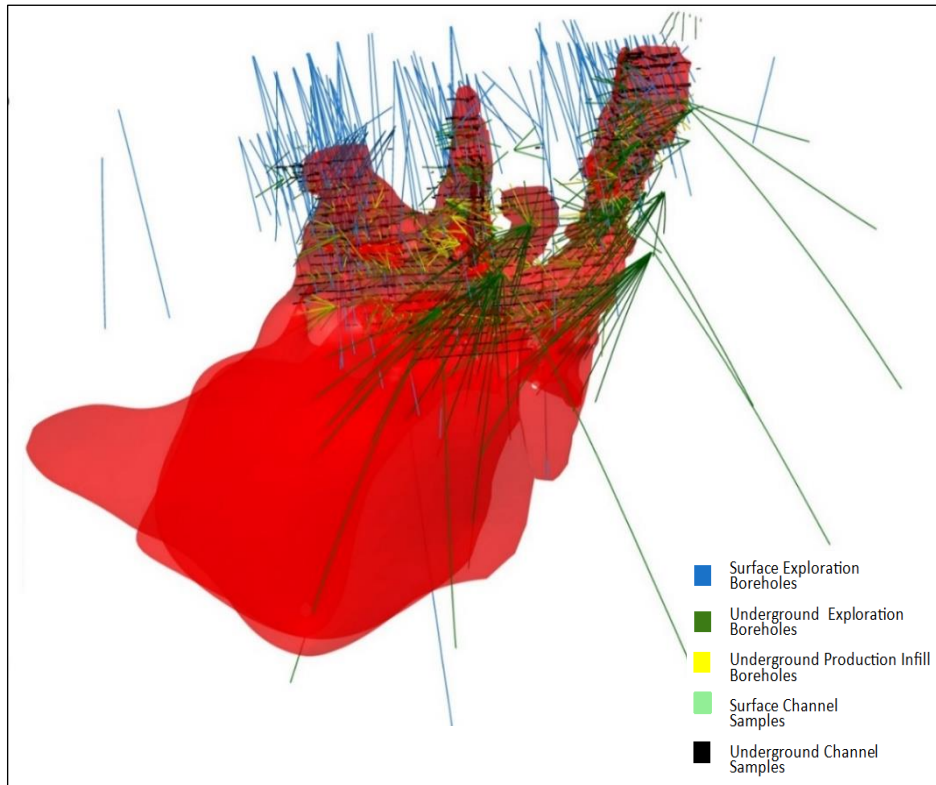 Surface Exploration
Boreholes
Underground Exploration
Boreholes
Underground Production Infill
Boreholes
Surface Channel
Samples
Underground Channel
Samples